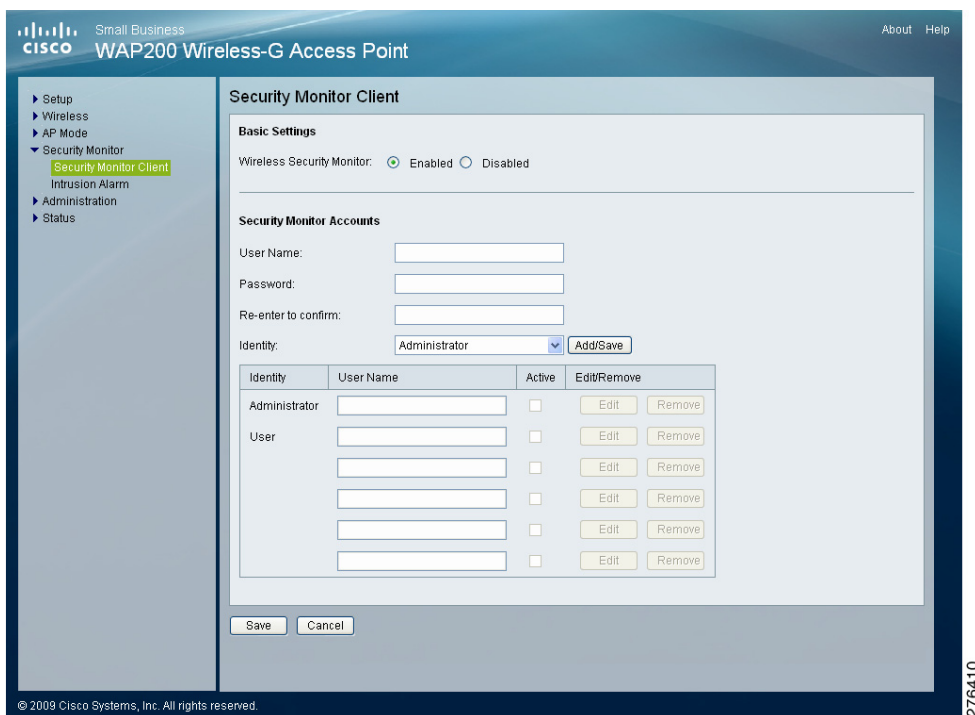 Small Business
CISCO WAP200 Wireless-G Access Point
About Help
Setup
Wireless
AP Mode
Security Monitor
Security Monitor Client
Intrusion Alarm
Administration
Status
Security Monitor Client
Basic Settings
Wireless Security Monitor: Enabled Disabled
Security Monitor Accounts
User Name:
Password:
Re-enter to confirm:
Identity: Administrator Add/Save
Identity User Name Active Edit/Remove
Administrator Edit Remove
User Edit Remove
Edit Remove
Edit Remove
Edit Remove
Edit Remove
Save Cancel
© 2009 Cisco Systems, Inc. All rights reserved.
276410